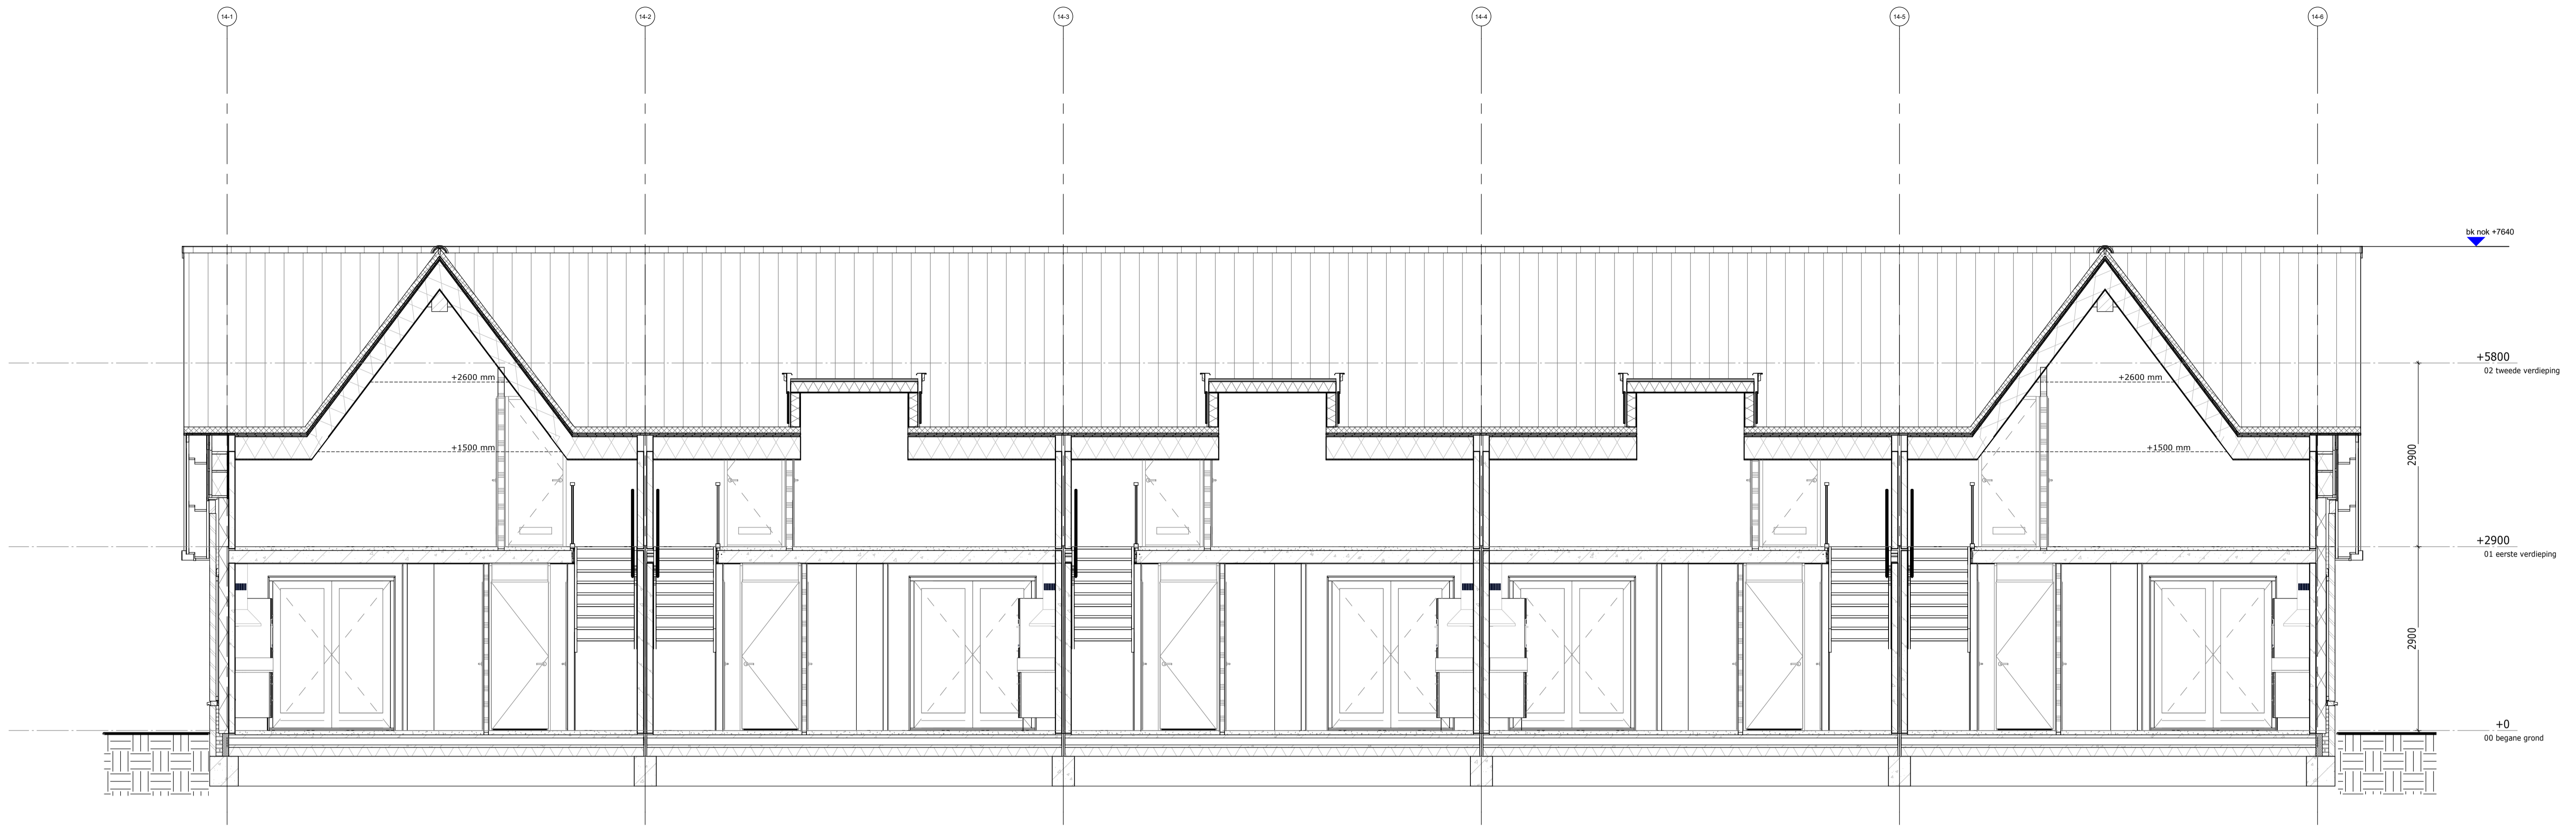 14-1
14-2
14-3
14-4
14-5
14-6
bk nok +7640
+5800
02 tweede verdieping
+2600 mm
+2600 mm
+1500 mm
+1500 mm
2900
+2900
01 eerste verdieping
2900
+0
00 begane grond